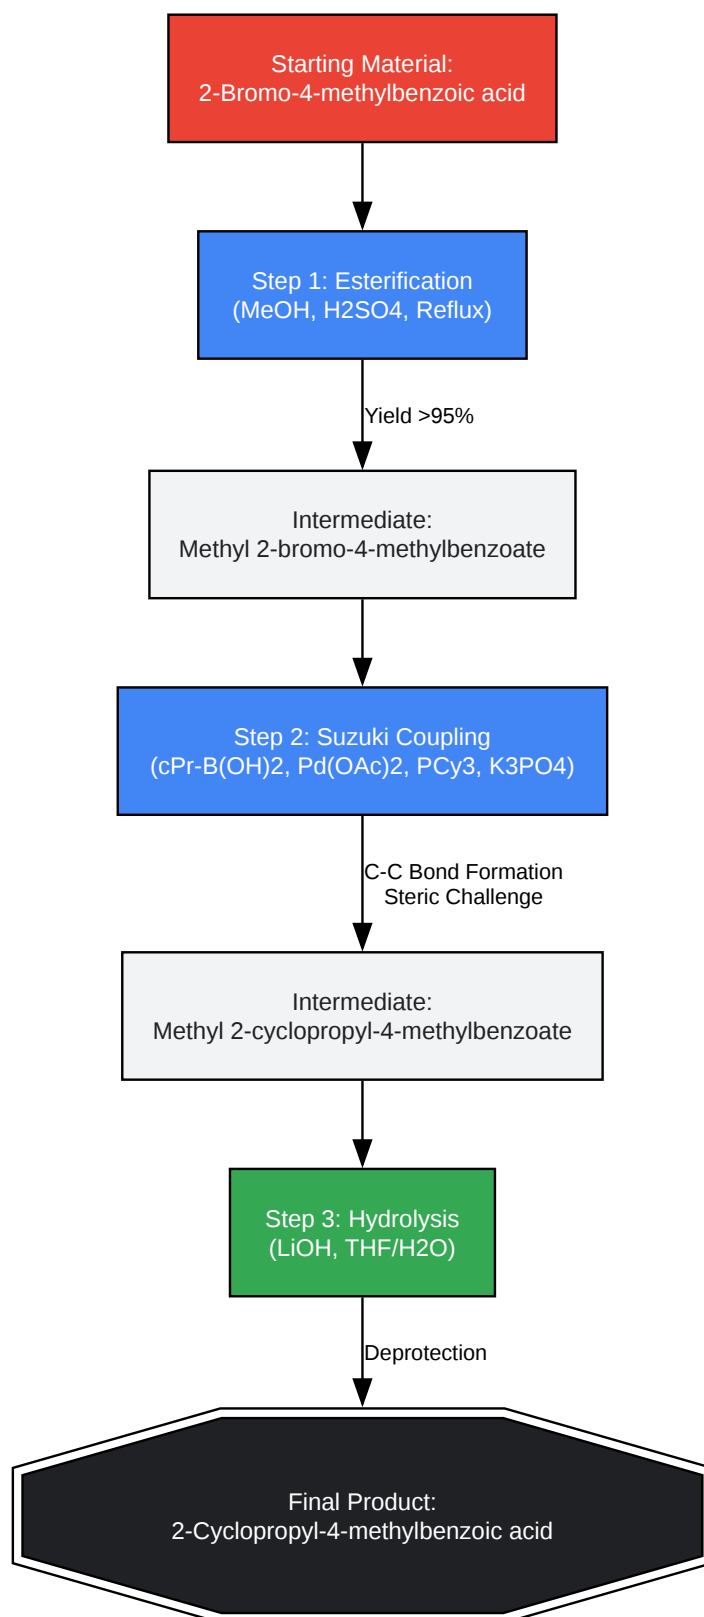 Starting Material:
2-Bromo-4-methylbenzoic acid
Step 1: Esterification
(MeOH, H2SO4, Reflux)
Yield >95%
Intermediate:
Methyl 2-bromo-4-methylbenzoate
Step 2: Suzuki Coupling
(cPr-B(OH)2, Pd(OAc)2, PCy3, K3PO4)
C-C Bond Formation
Steric Challenge
Intermediate:
Methyl 2-cyclopropyl-4-methylbenzoate
Step 3: Hydrolysis
(LiOH, THF/H2O)
Deprotection
Final Product:
2-Cyclopropyl-4-methylbenzoic acid